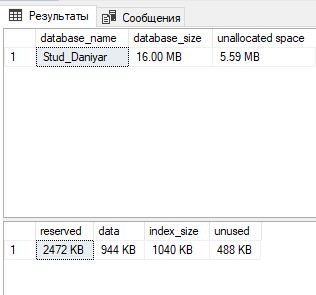 Результаты Сообщения
database_name database_size unallocated space
1 Stud_Daniyar 16.00 MB 5.59 MB
reserved data index_size unused
1 2472 KB 944 KB 1040 KB 488 KB